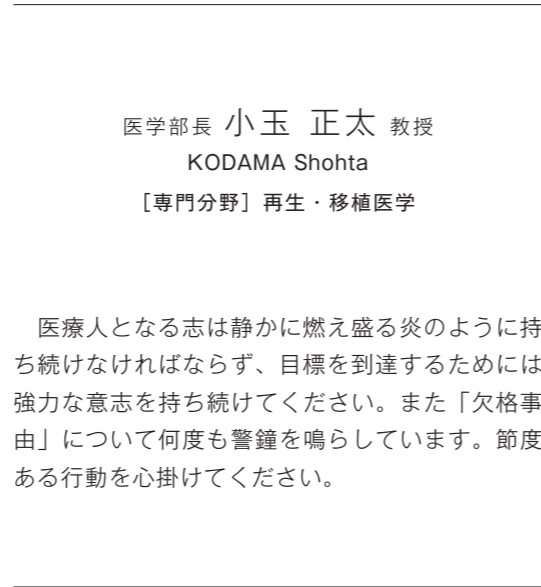 医学部長 小玉 正太 教授
KODAMA Shohta
［専門分野］再生・移植医学
　医療人となる志は静かに燃え盛る炎のように持
ち続けなければならず、目標を到達するためには
強力な意志を持ち続けてください。また「欠格事
由」について何度も警鐘を鳴らしています。節度
ある行動を心掛けてください。